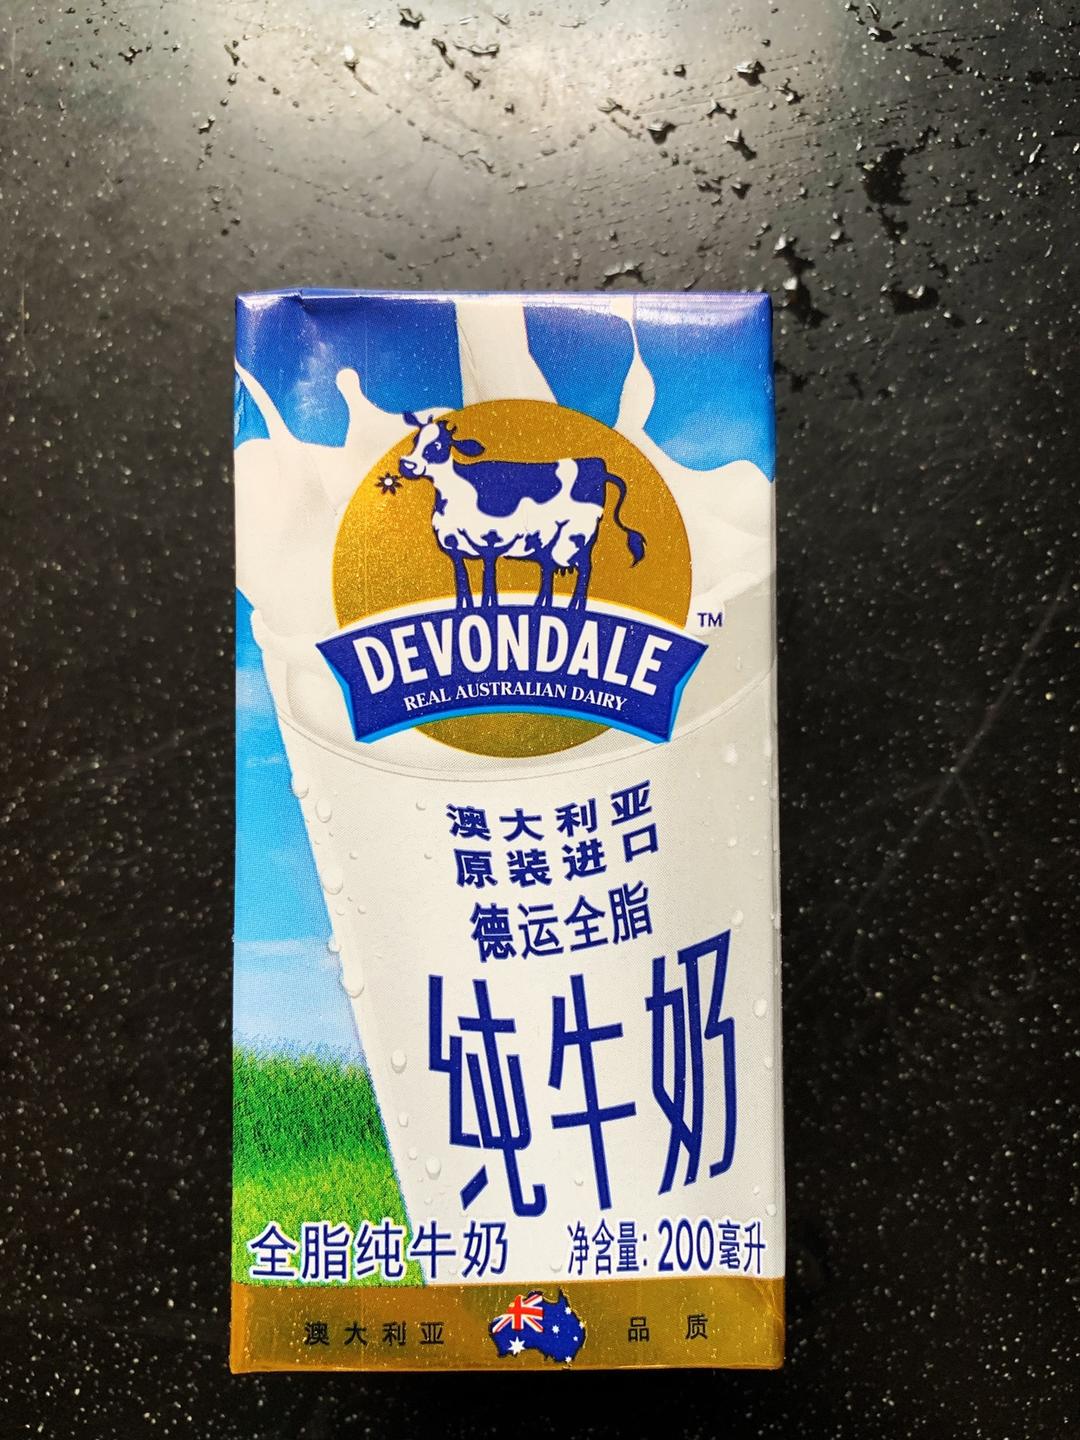 DEVONDALE
TM
REAL AUSTRALIAN DAIRY
澳大利亚
原装进口
德运全脂
纯牛奶
全脂纯牛奶 净含量:200毫升
澳大利亚 品质